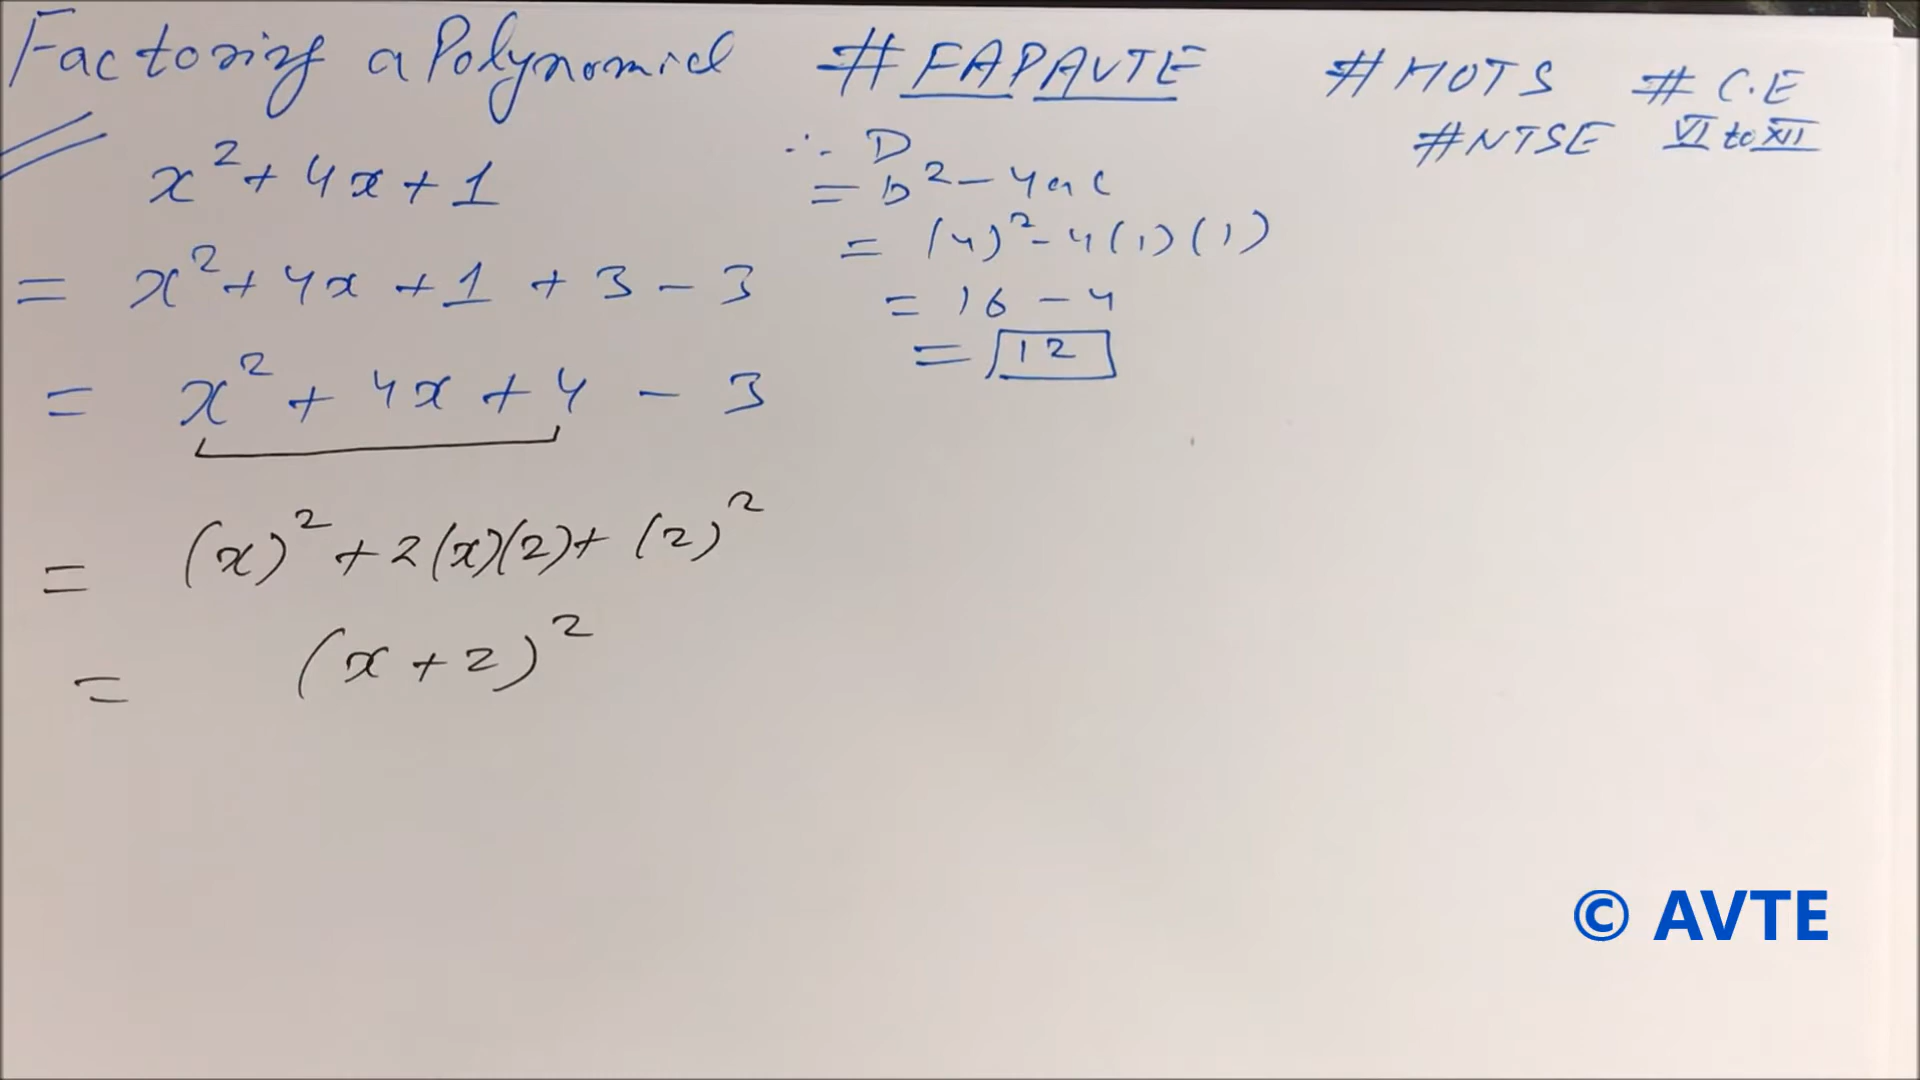 Factoring a Polynomial #FAPAVTE #HOTS # C.E
#NTSE VI to XII
x² + 4x + 1
= x² + 4x + 1 + 3 - 3
= x² + 4x + 4 - 3
= (x)² + 2(x)(2) + (2)²
= (x + 2)²
∴ D
= b² - 4ac
= (4)² - 4(1)(1)
= 16 - 4
= 12
© AVTE